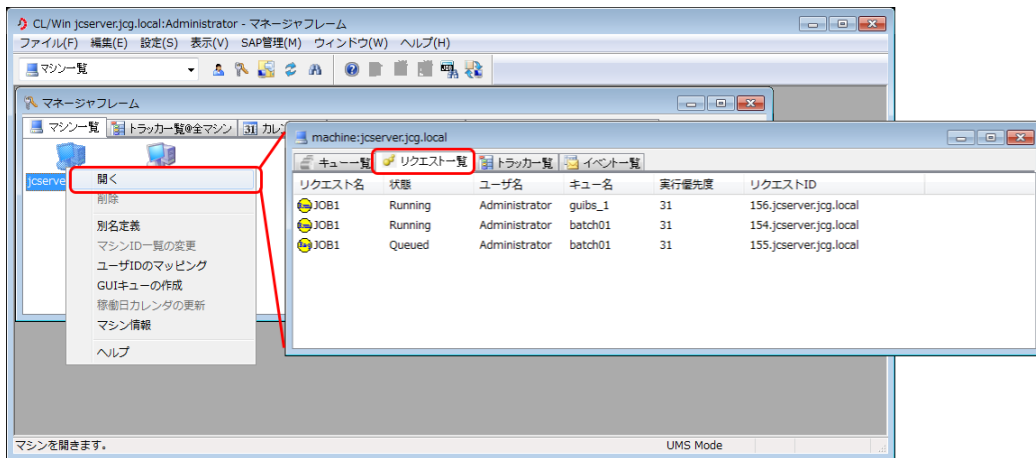 CL/Win jcserver.jcg.local:Administrator - マネージャフレーム
ファイル(F) 編集(E) 設定(S) 表示(V) SAP管理(M) ウィンドウ(W) ヘルプ(H)
マシン一覧
マネージャフレーム
マシン一覧 トラッカー一覧@全マシン 31 カレン
jcserve
開く
削除
別名定義
マシンID一覧の変更
ユーザIDのマッピング
GUIキューの作成
稼働日カレンダの更新
マシン情報
ヘルプ
machine:jcserver.jcg.local
キュー一覧 リクエスト一覧 トラッカ一覧 イベント一覧
リクエスト名 状態 ユーザ名 キュー名 実行優先度 リクエストID
JOB1 Running Administrator guibs_1 31 156.jcserver.jcg.local
JOB1 Running Administrator batch01 31 154.jcserver.jcg.local
JOB1 Queued Administrator batch01 31 155.jcserver.jcg.local
マシンを開きます。 UMS Mode